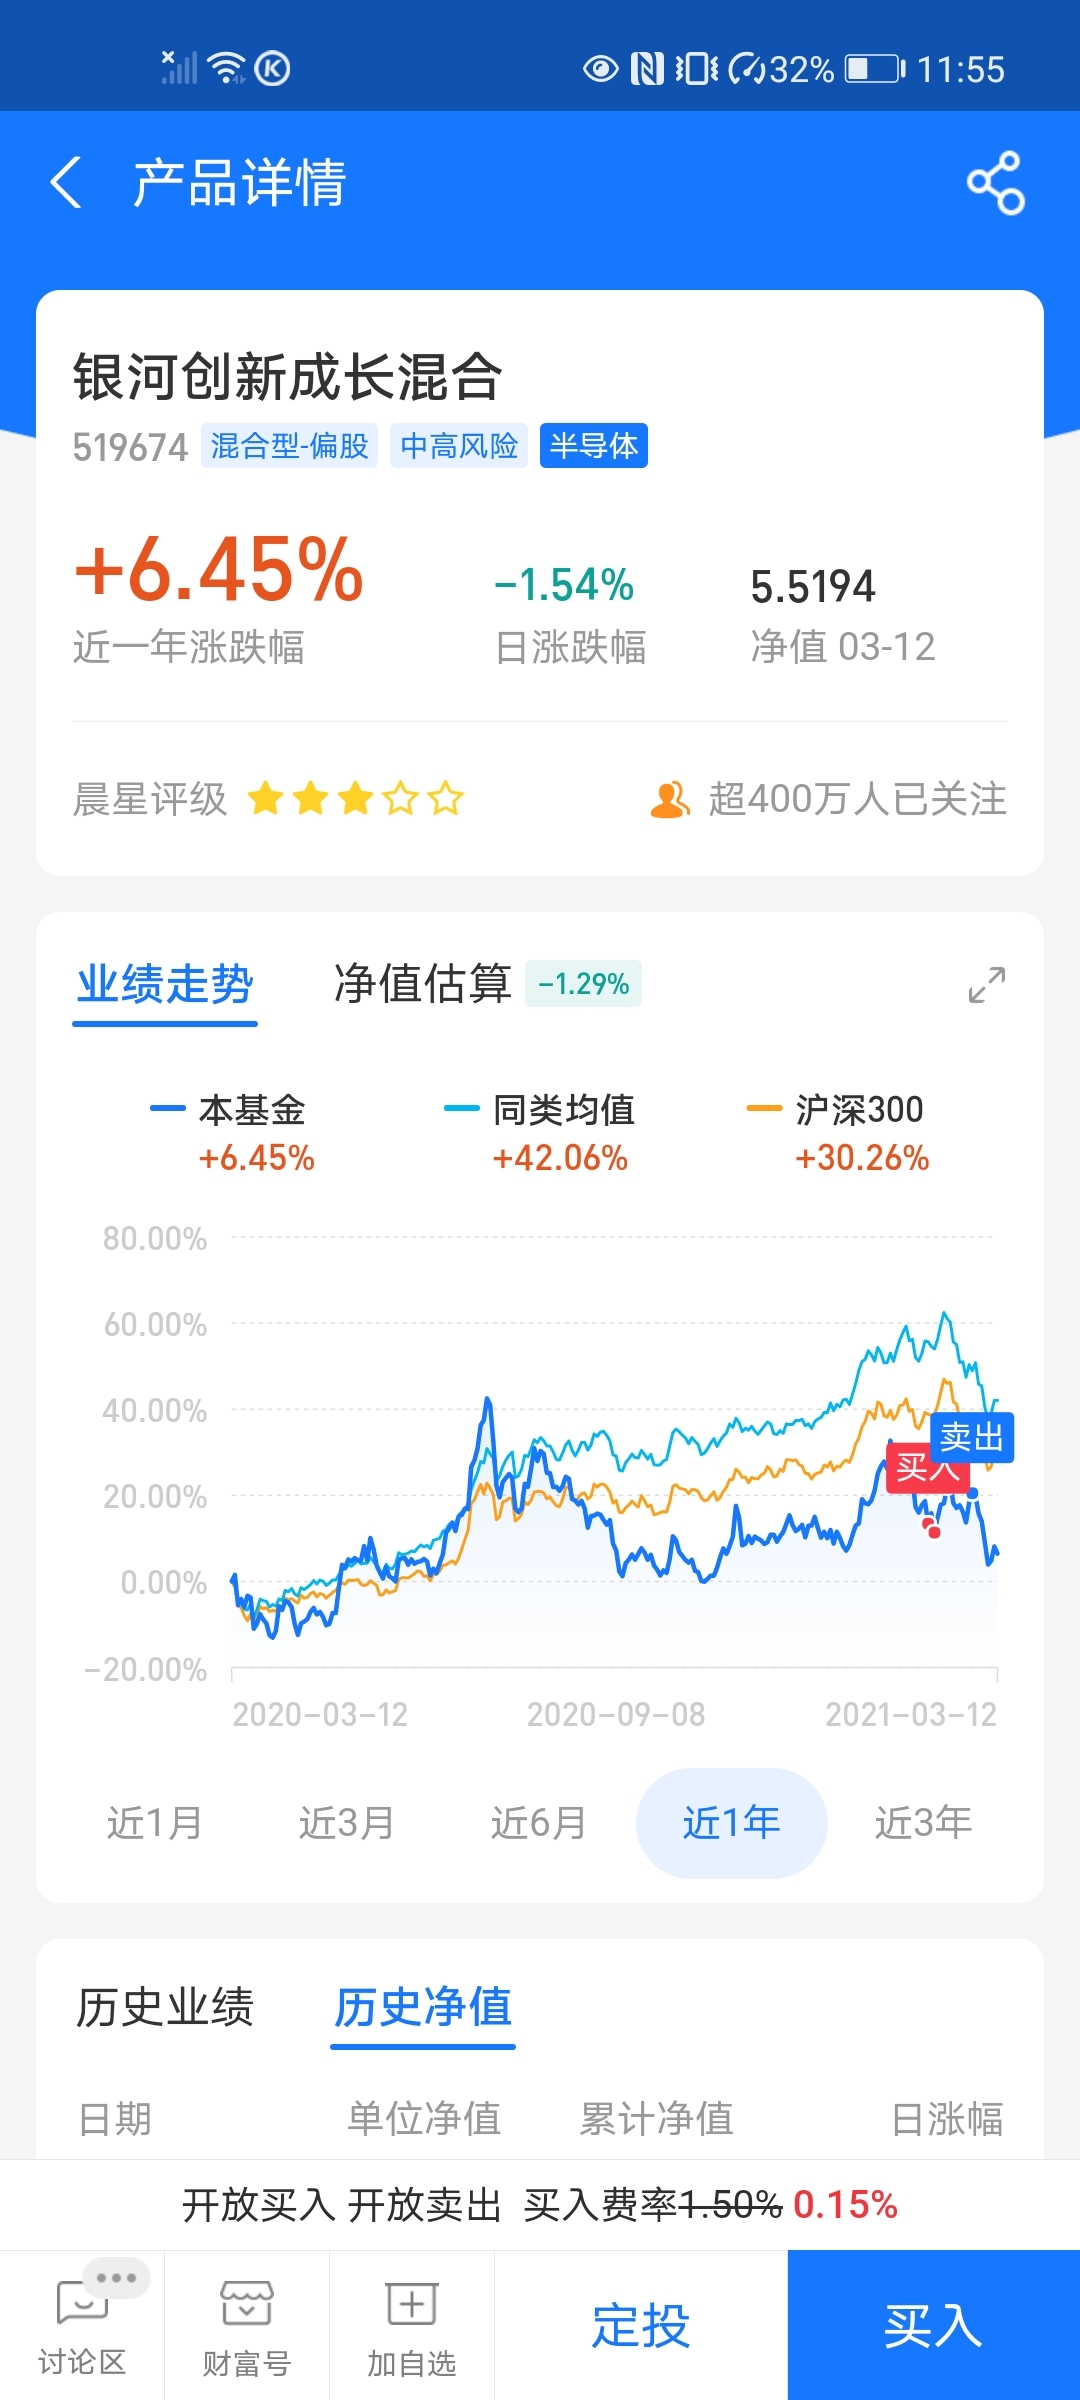 32% 11:55
产品详情
银河创新成长混合
519674 混合型-偏股 中高风险 半导体
+6.45% -1.54% 5.5194
近一年涨跌幅 日涨跌幅 净值 03-12
晨星评级 超400万人已关注
业绩走势 净值估算 -1.29%
本基金 同类均值 沪深300
+6.45% +42.06% +30.26%
80.00%
60.00%
40.00%
卖出
买入
20.00%
0.00%
-20.00%
2020-03-12 2020-09-08 2021-03-12
近1月 近3月 近6月 近1年 近3年
历史业绩 历史净值
日期 单位净值 累计净值 日涨幅
开放买入 开放卖出 买入费率1.50% 0.15%
讨论区 财富号 加自选 定投 买入